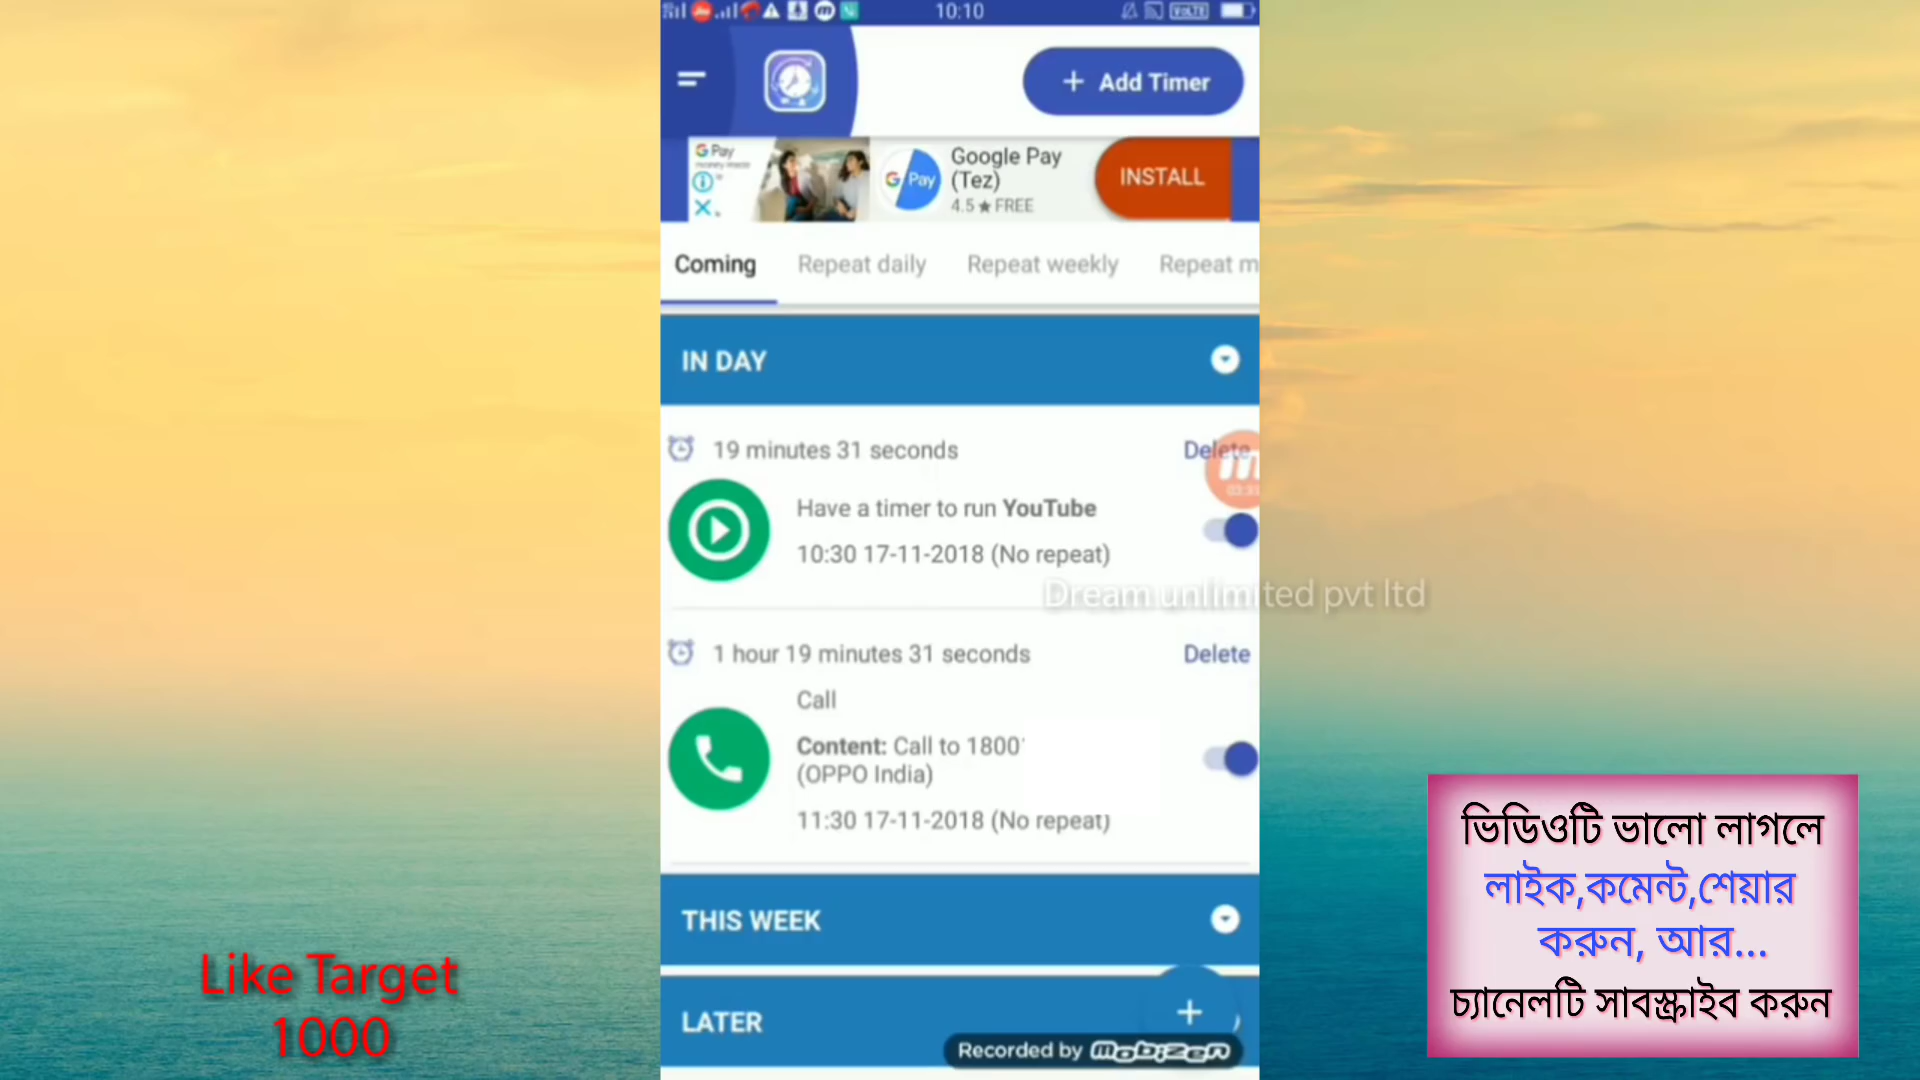 10:10
VoLTE
+ Add Timer
G Pay
Google Pay
(Tez)
4.5 ★ FREE
G Pay
INSTALL
Coming
Repeat daily
Repeat weekly
Repeat m
IN DAY
19 minutes 31 seconds
Delete
Have a timer to run YouTube
10:30 17-11-2018 (No repeat)
Dream unlimited pvt ltd
1 hour 19 minutes 31 seconds
Delete
Call
Content: Call to 1800
(OPPO India)
11:30 17-11-2018 (No repeat)
THIS WEEK
LATER
+
Recorded by mobizen
Like Target
1000
ভিডিওটি ভালো লাগলে
লাইক,কমেন্ট,শেয়ার
করুন, আর...
চ্যানেলটি সাবস্ক্রাইব করুন